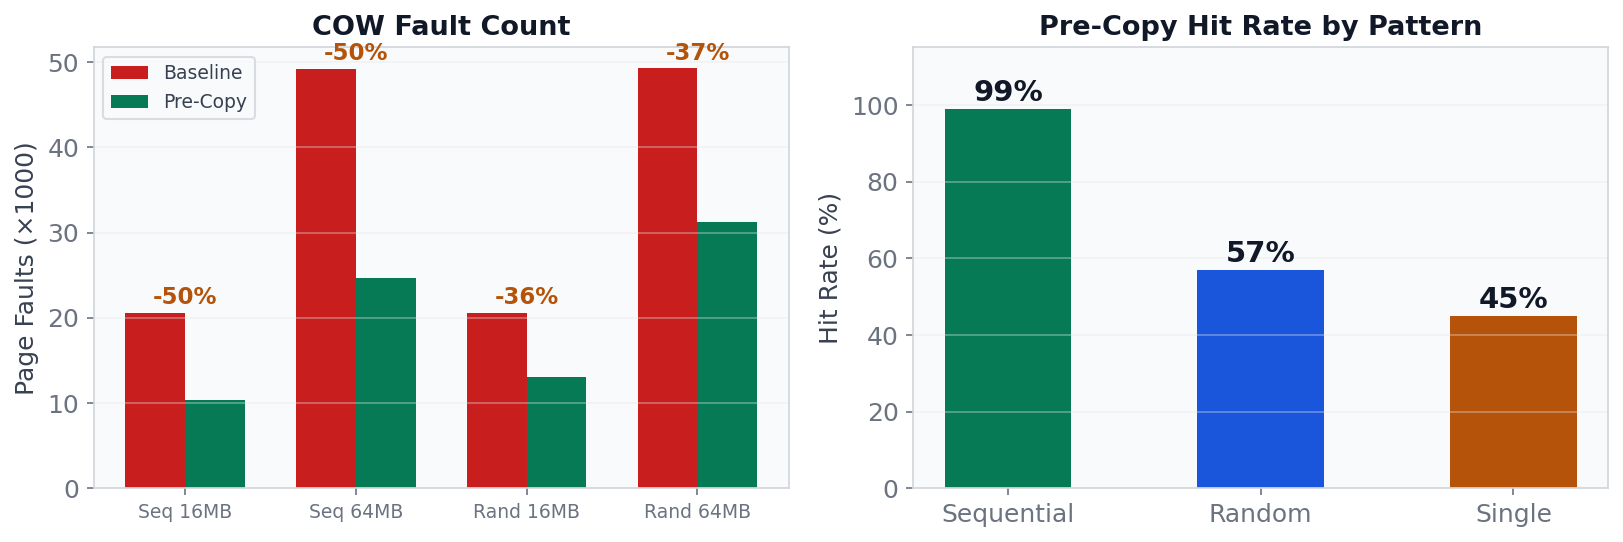 COW Fault Count
-50%
-37%
-50%
-36%
Baseline
Pre-Copy
Page Faults (×1000)
50
40
30
20
10
0
Seq 16MB
Seq 64MB
Rand 16MB
Rand 64MB
Pre-Copy Hit Rate by Pattern
99%
57%
45%
Hit Rate (%)
100
80
60
40
20
0
Sequential
Random
Single